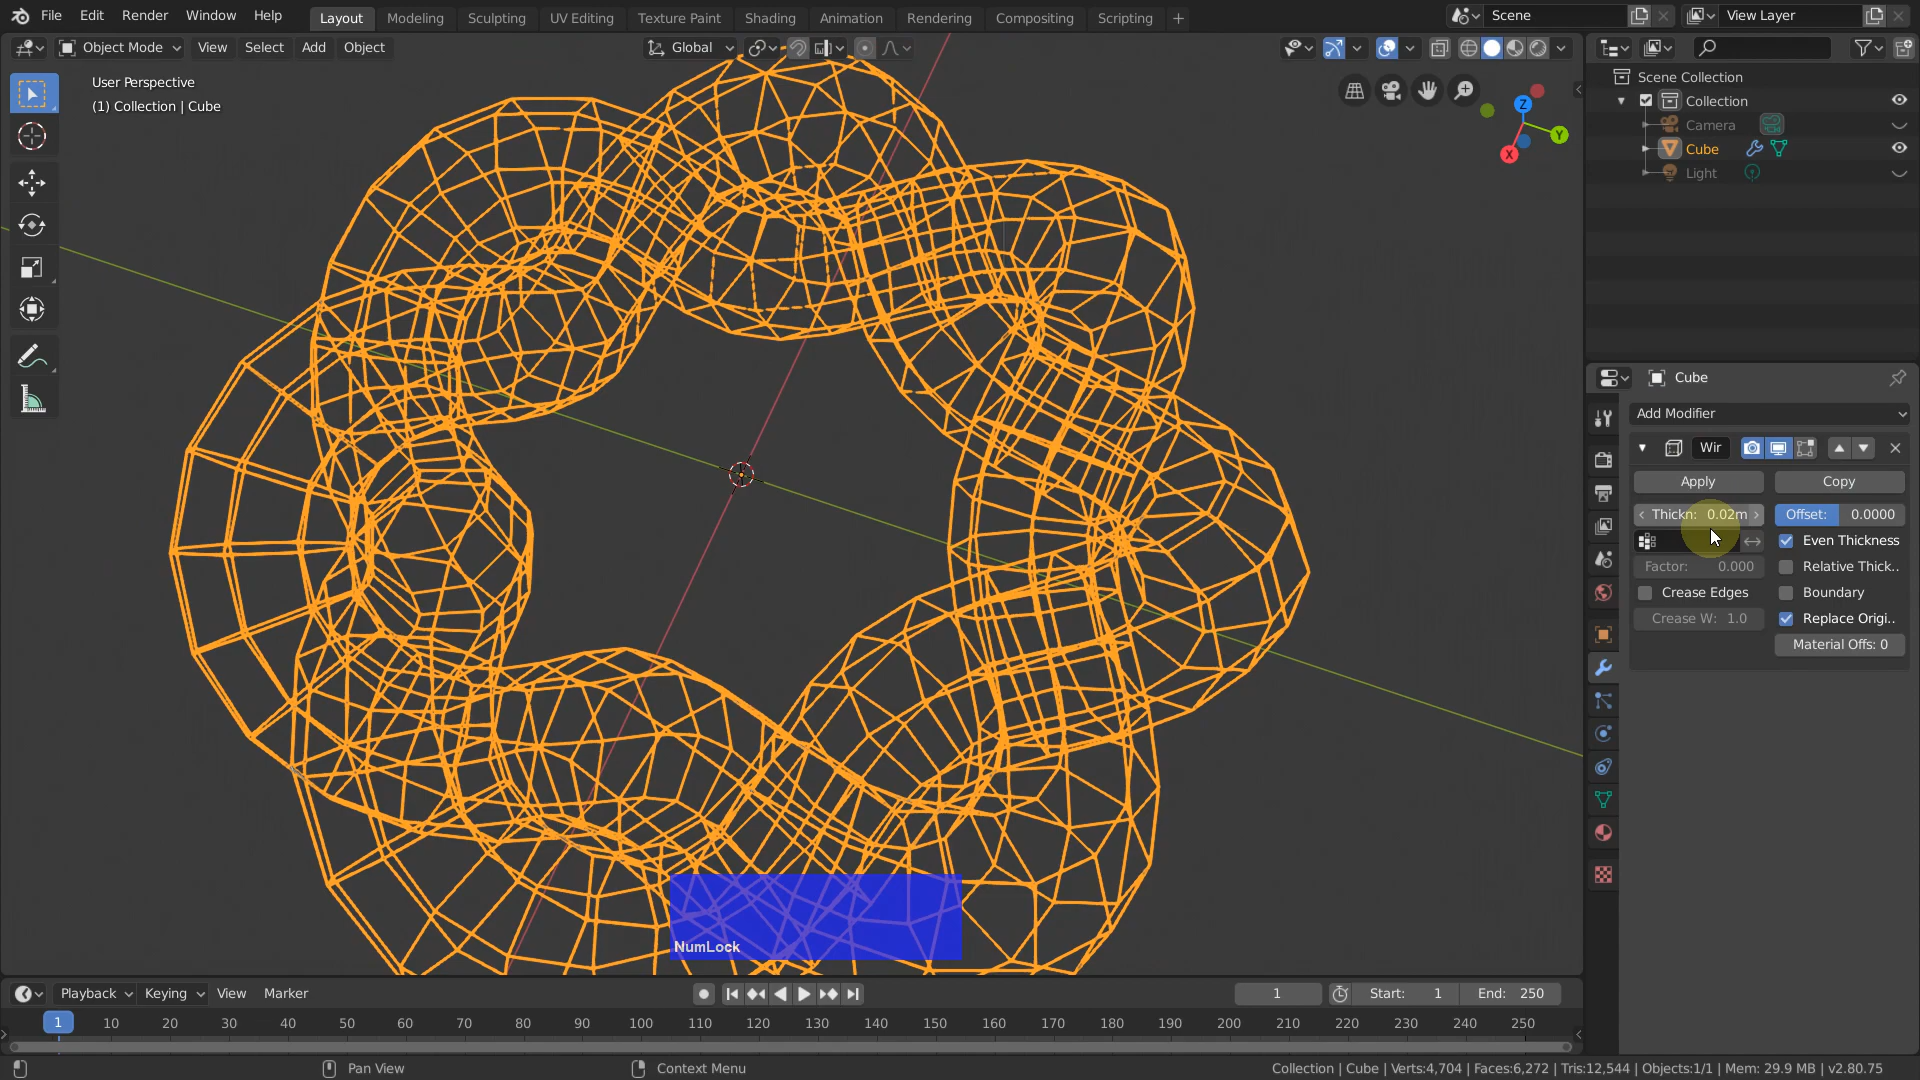 File Edit Render Window Help Layout Modeling Sculpting UV Editing Texture Paint Shading Animation Rendering Compositing Scripting + Scene View Layer
Object Mode View Select Add Object Global
User Perspective
(1) Collection | Cube
Z
Y
X
Scene Collection
Collection
Camera
Cube
Light
Cube
Add Modifier
Wir
Apply Copy
Thickn: 0.02m Offset: 0.0000
Even Thickness
Factor: 0.000 Relative Thick..
Crease Edges Boundary
Crease W: 1.0 Replace Origi..
Material Offs: 0
NumLock
Playback Keying View Marker 1 Start: 1 End: 250
1 10 20 30 40 50 60 70 80 90 100 110 120 130 140 150 160 170 180 190 200 210 220 230 240 250
Pan View Context Menu Collection | Cube | Verts:4,704 | Faces:6,272 | Tris:12,544 | Objects:1/1 | Mem: 29.9 MB | v2.80.75